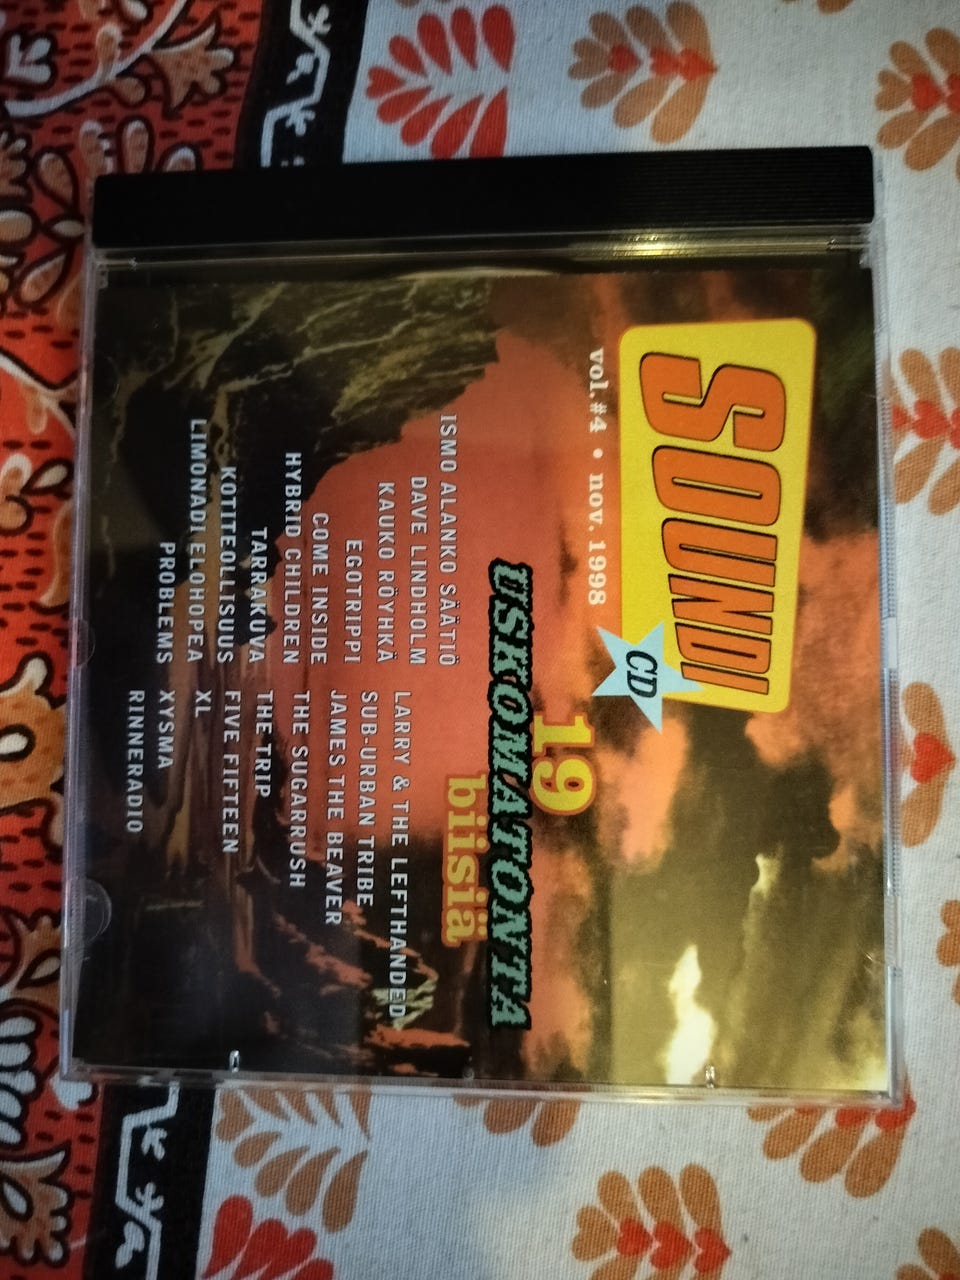 SOUNDI
CD
vol.#4 • nov. 1998
19
USKOMATONTA
biisiä
ISMO ALANKO SÄÄTIÖ
DAVE LINDHOLM
KAUKO RÖYHKÄ
EGOTRIPPI
COME INSIDE
HYBRID CHILDREN
TARRAKUVA
KOTITEOLLISUUS
LIMONADI ELOHOPEA
PROBLEMS
LARRY & THE LEFTHANDED
SUB-URBAN TRIBE
JAMES THE BEAVER
THE SUGARRUSH
THE TRIP
FIVE FIFTEEN
XL
XYSMA
RINNERADIO